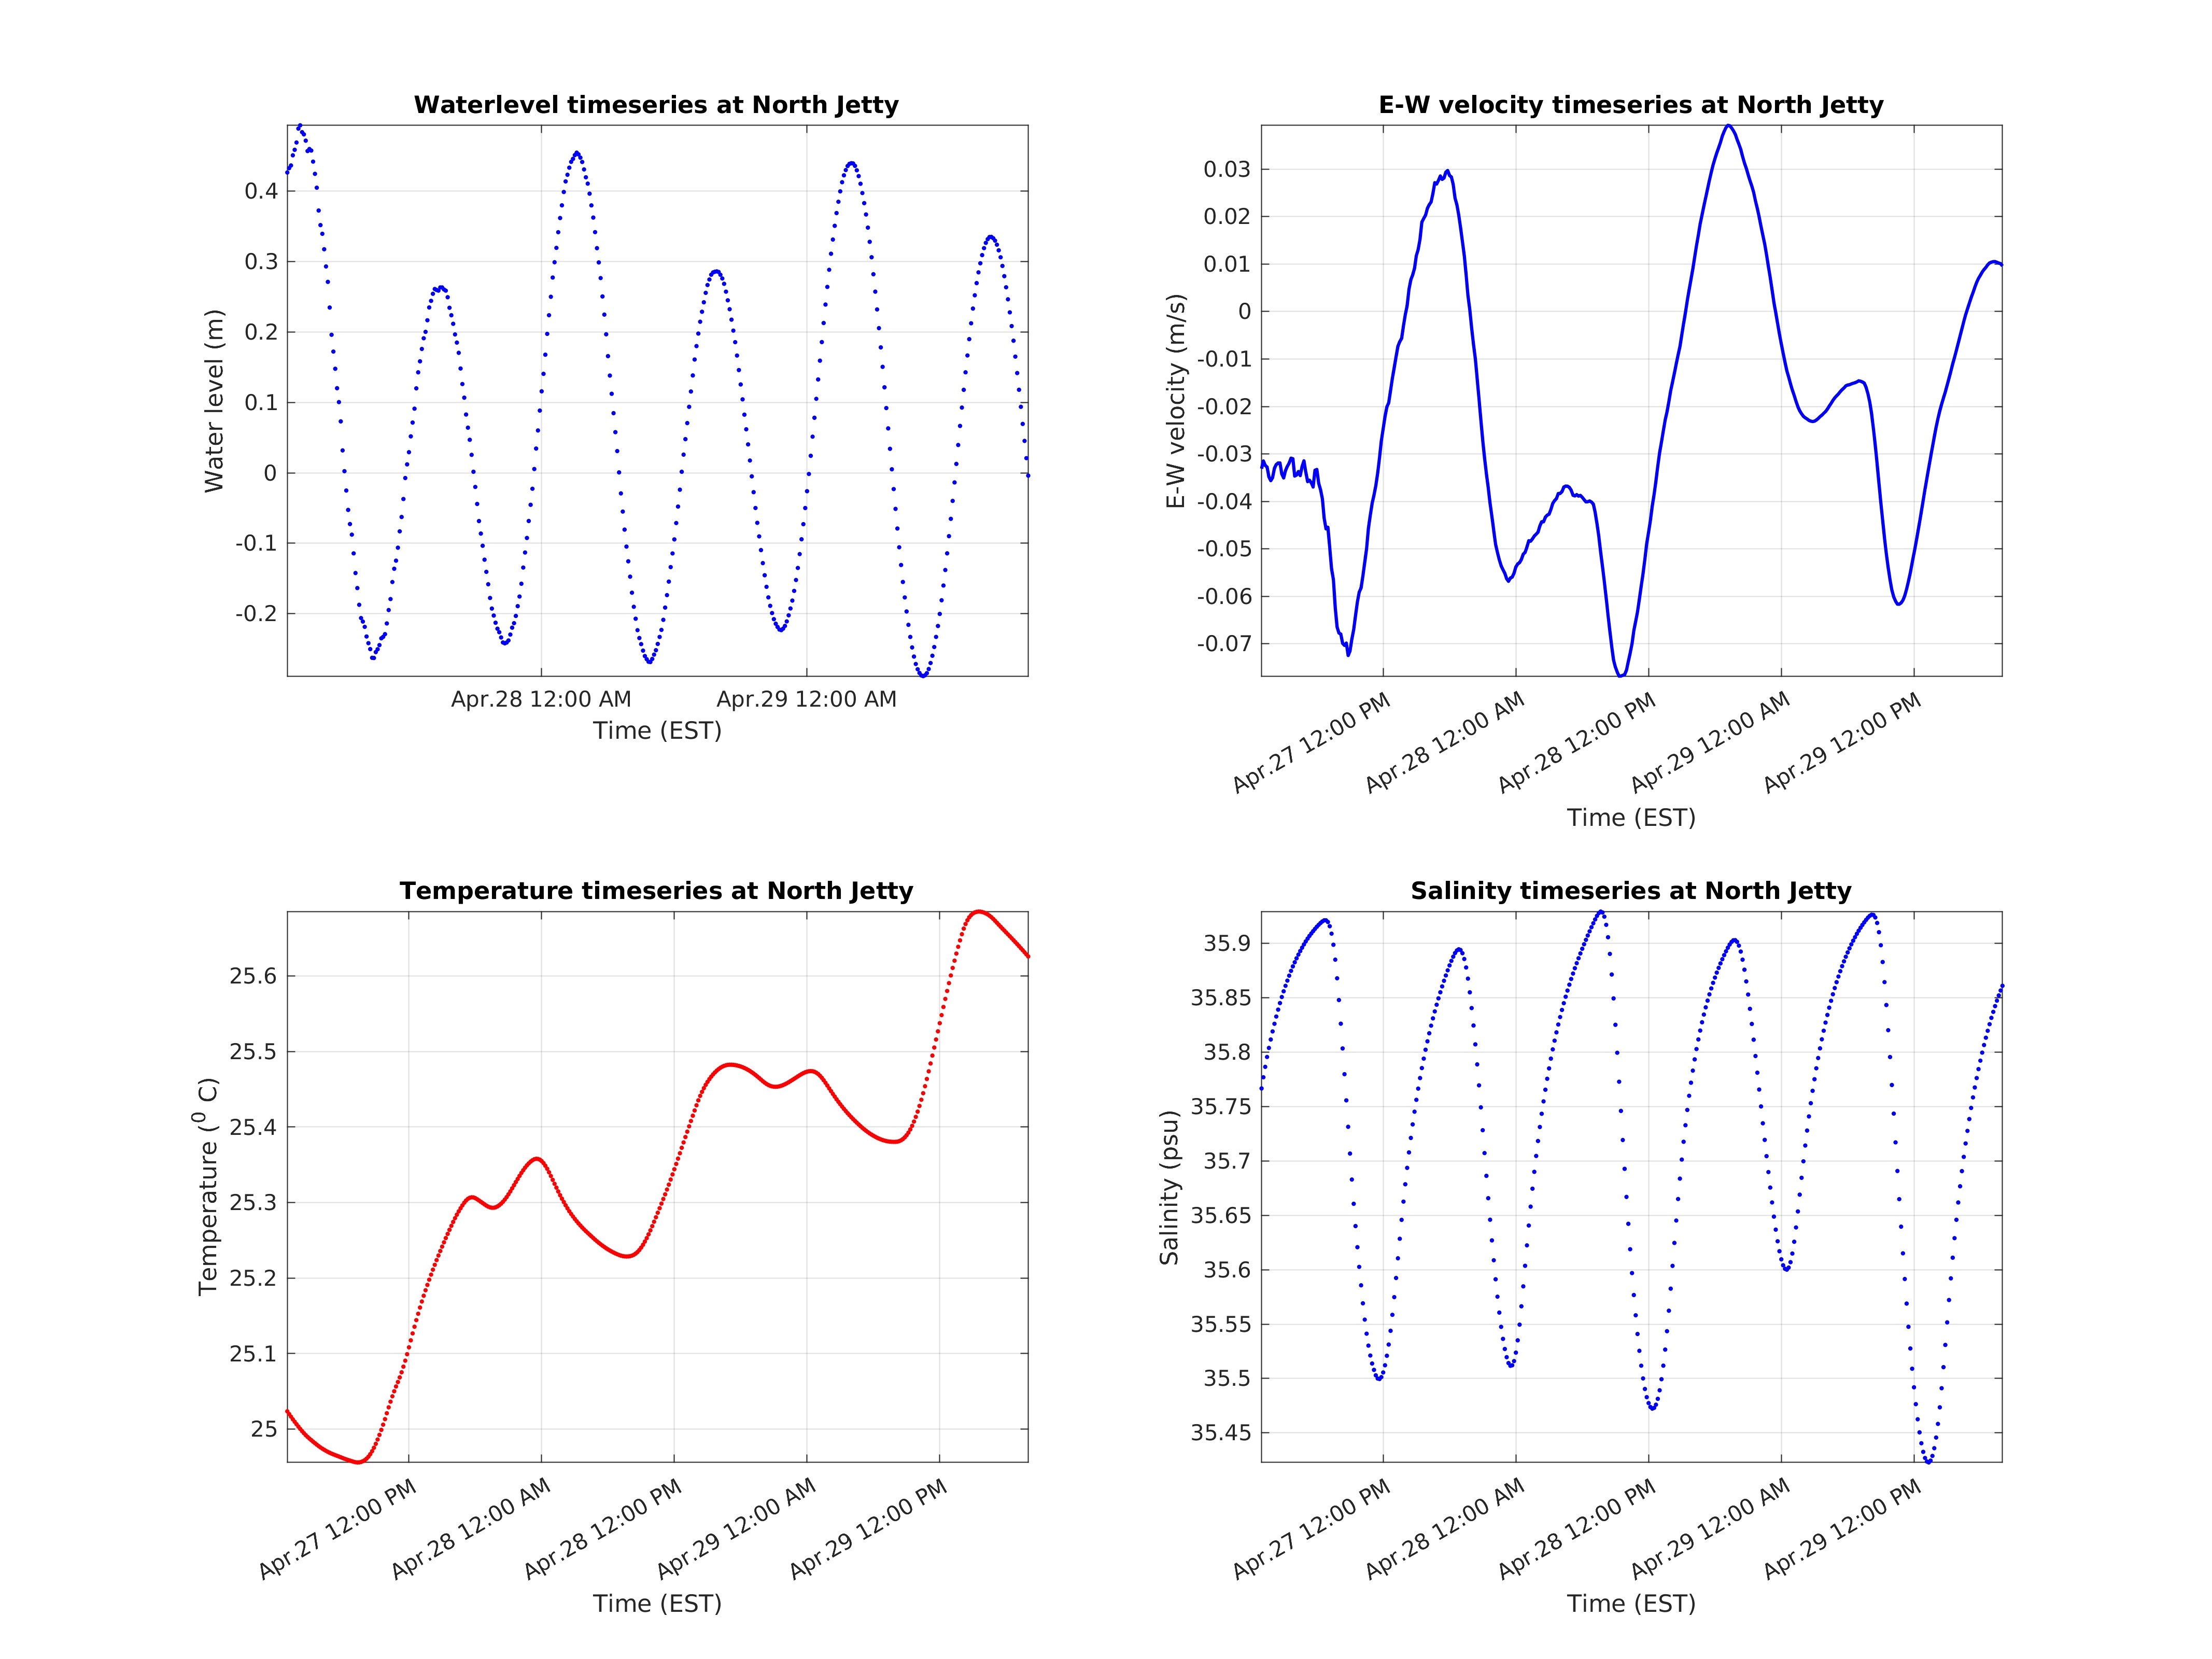 Waterlevel timeseries at North Jetty
0.4
0.3
0.2
0.1
0
-0.1
-0.2
Water level (m)
Apr.28 12:00 AM
Apr.29 12:00 AM
Time (EST)
E-W velocity timeseries at North Jetty
0.03
0.02
0.01
0
-0.01
-0.02
-0.03
-0.04
-0.05
-0.06
-0.07
E-W velocity (m/s)
Apr.27 12:00 PM
Apr.28 12:00 AM
Apr.28 12:00 PM
Apr.29 12:00 AM
Apr.29 12:00 PM
Time (EST)
Temperature timeseries at North Jetty
25.6
25.5
25.4
25.3
25.2
25.1
25
Temperature (⁰ C)
Apr.27 12:00 PM
Apr.28 12:00 AM
Apr.28 12:00 PM
Apr.29 12:00 AM
Apr.29 12:00 PM
Time (EST)
Salinity timeseries at North Jetty
35.9
35.85
35.8
35.75
35.7
35.65
35.6
35.55
35.5
35.45
Salinity (psu)
Apr.27 12:00 PM
Apr.28 12:00 AM
Apr.28 12:00 PM
Apr.29 12:00 AM
Apr.29 12:00 PM
Time (EST)